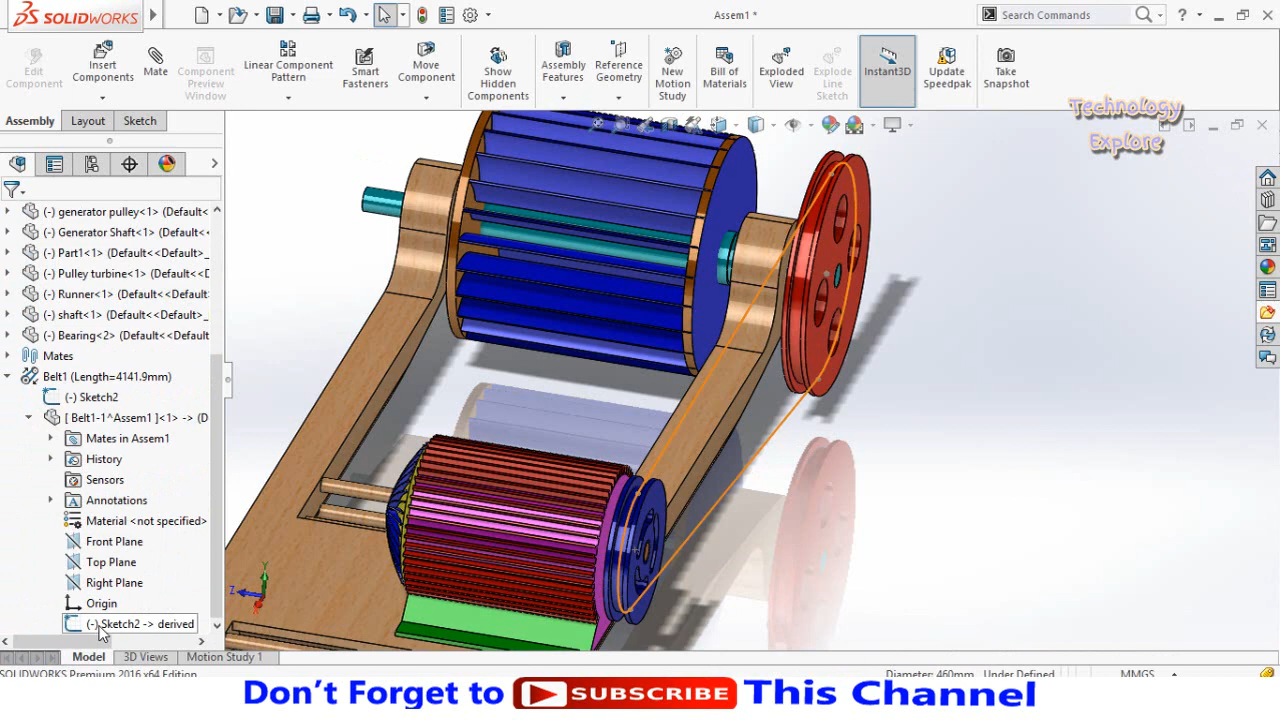 SOLIDWORKS
Assem1 *
Search Commands
Edit Component
Insert Components
Mate
Component Preview Window
Linear Component Pattern
Smart Fasteners
Move Component
Show Hidden Components
Assembly Features
Reference Geometry
New Motion Study
Bill of Materials
Exploded View
Explode Line Sketch
Instant3D
Update Speedpak
Take Snapshot
Technology
Explore
Assembly
Layout
Sketch
(-) generator pulley<1> (Default<
(-) Generator Shaft<1> (Default<
(-) Part1<1> (Default<<Default>_
(-) Pulley turbine<1> (Default<<D
(-) Runner<1> (Default<<Default>
(-) shaft<1> (Default<<Default>_
(-) Bearing<2> (Default<<Default
Mates
Belt1 (Length=4141.9mm)
(-) Sketch2
[ Belt1-1^Assem1 ]<1> -> (D
Mates in Assem1
History
Sensors
Annotations
Material <not specified>
Front Plane
Top Plane
Right Plane
Origin
(-) Sketch2 -> derived
Y
Z
Model
3D Views
Motion Study 1
SOLIDWORKS Premium 2016 x64 Edition
Diameter: 460mm
Under Defined
MMGS
Don't Forget to SUBSCRIBE This Channel